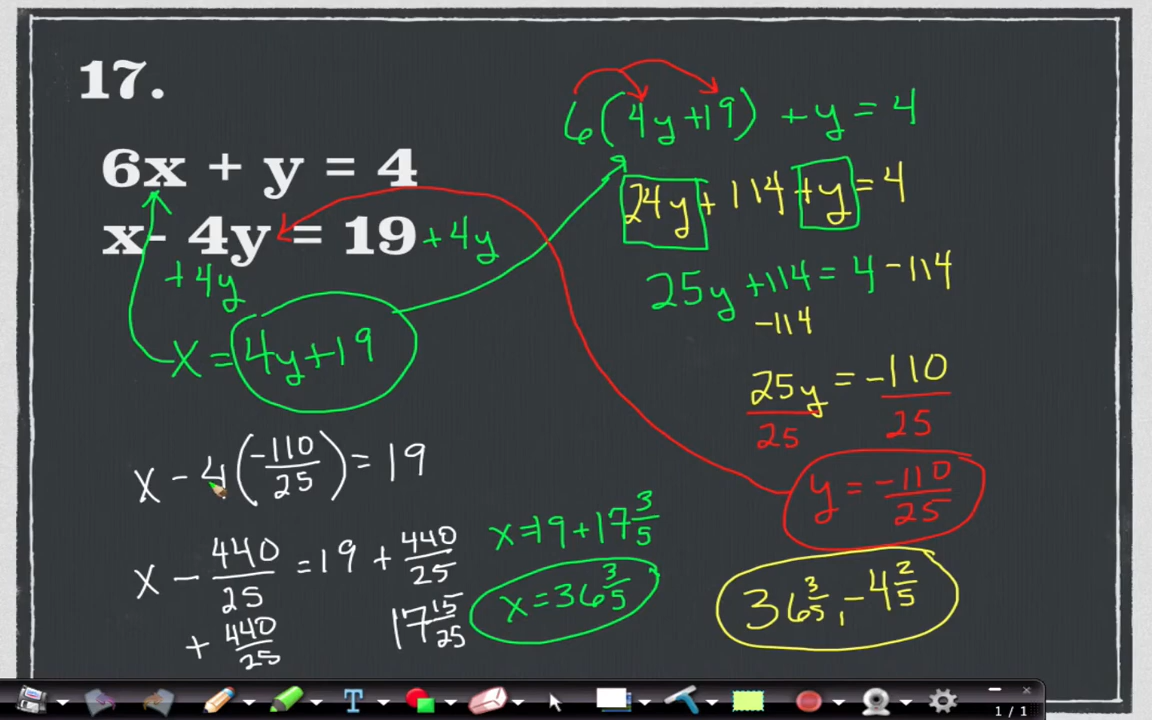 17.
6x + y = 4
x- 4y = 19 +4y
+4y
x = 4y+19
6(4y+19) +y = 4
24y + 114 +y = 4
25y +114 = 4 -114
-114
25y = -110
25 25
y = -110/25
x - 4(-110/25) = 19
x - 440/25 = 19 + 440/25
+ 440/25
17 15/25
x=19+17 3/5
x=36 3/5
36 3/5, -4 2/5
T
1 / 1